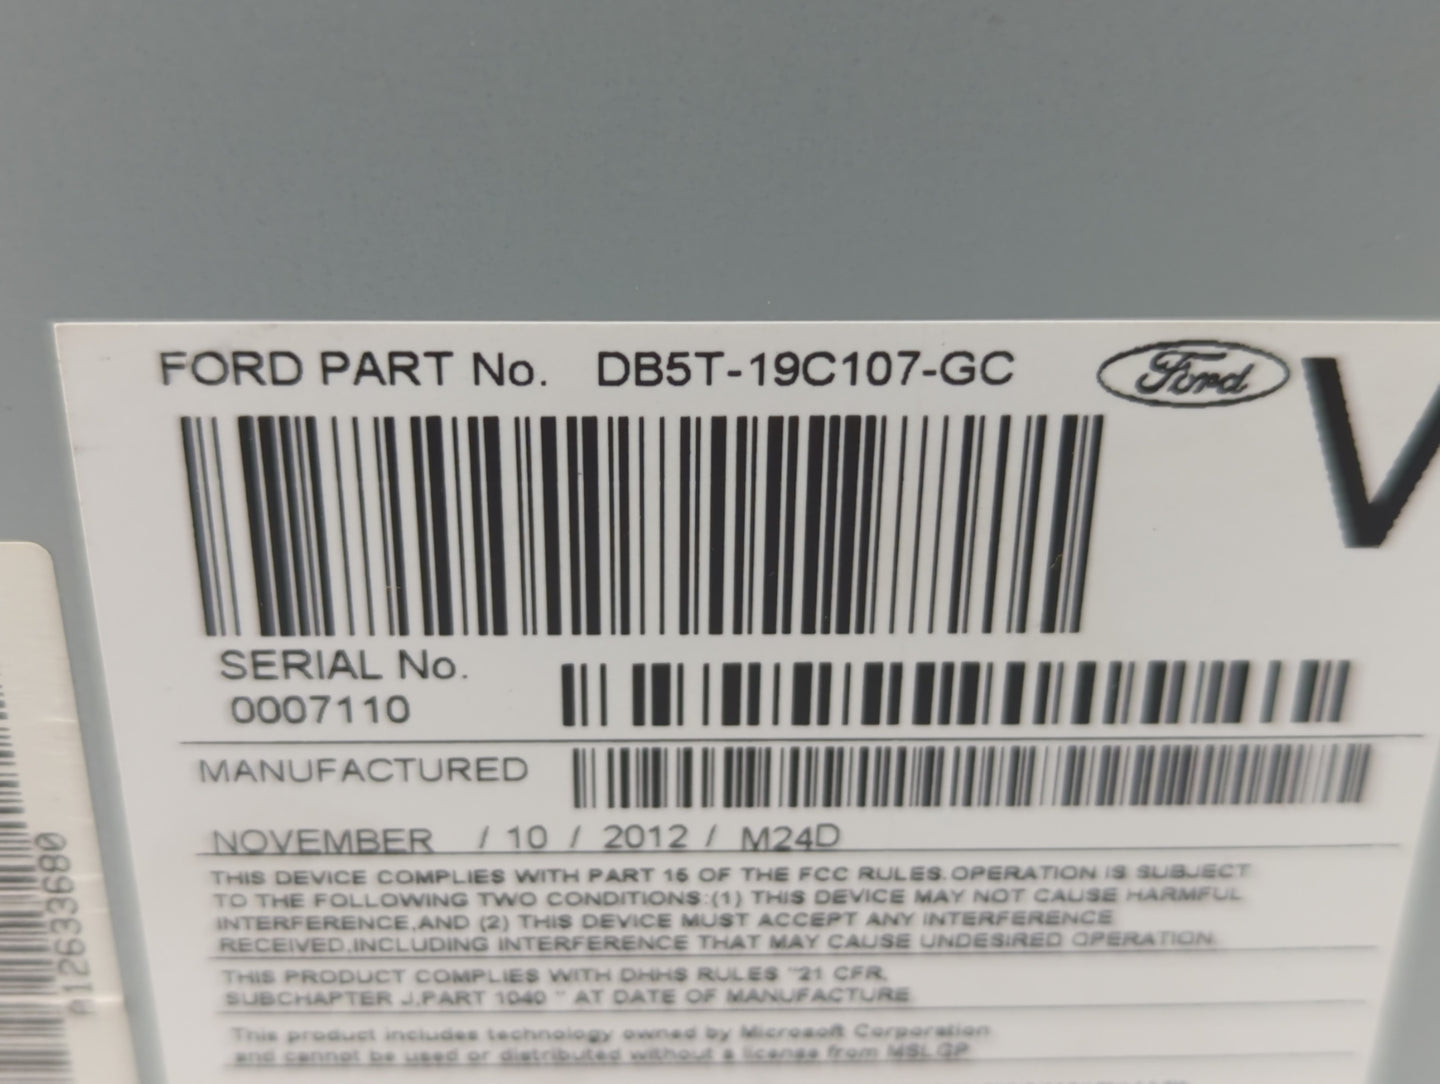 FORD PART No. DB5T-19C107-GC Ford V
SERIAL No.
0007110
MANUFACTURED
NOVEMBER / 10 / 2012 / M24D
THIS DEVICE COMPLIES WITH PART 15 OF THE FCC RULES.OPERATION IS SUBJECT
TO THE FOLLOWING TWO CONDITIONS:(1) THIS DEVICE MAY NOT CAUSE HARMFUL
INTERFERENCE,AND (2) THIS DEVICE MUST ACCEPT ANY INTERFERENCE
RECEIVED,INCLUDING INTERFERENCE THAT MAY CAUSE UNDESIRED OPERATION.
THIS PRODUCT COMPLIES WITH DHHS RULES "21 CFR,
SUBCHAPTER J,PART 1040 " AT DATE OF MANUFACTURE
This product includes technology owned by Microsoft Corporation
and cannot be used or distributed without a license from MSLGP
A12633680